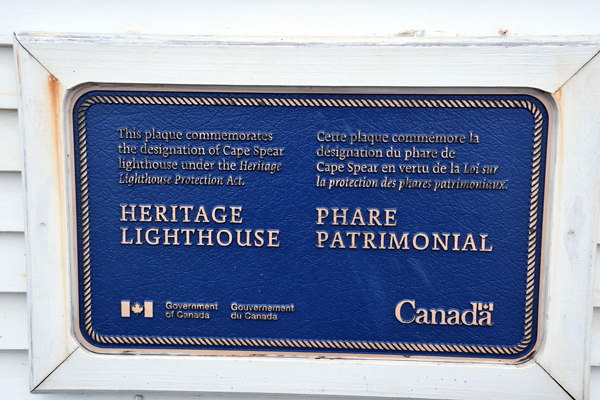 This plaque commemorates
the designation of Cape Spear
lighthouse under the Heritage
Lighthouse Protection Act.
HERITAGE
LIGHTHOUSE
Cette plaque commémore la
désignation du phare de
Cape Spear en vertu de la Loi sur
la protection des phares patrimoniaux.
PHARE
PATRIMONIAL
Government
of Canada
Gouvernement
du Canada
Canada